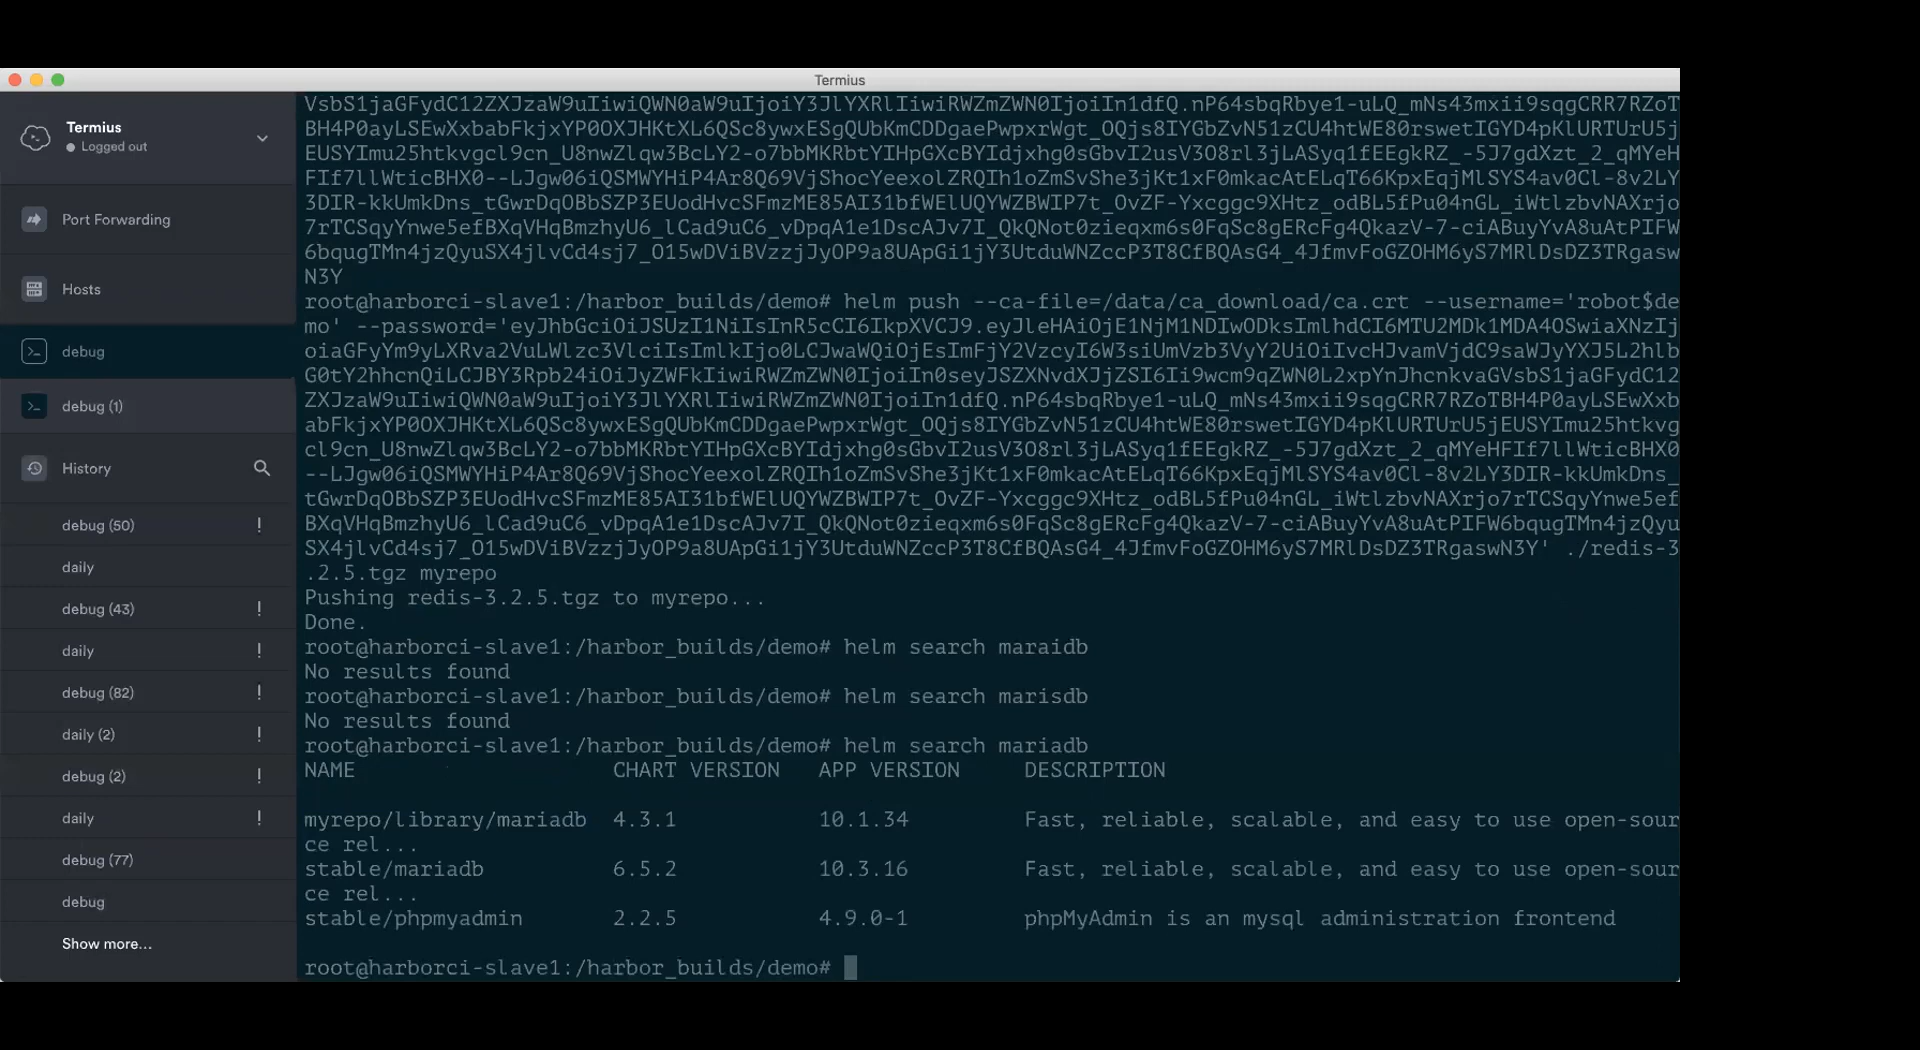 Termius
Termius
Logged out
Port Forwarding
Hosts
debug
debug (1)
History
debug (50) !
daily
debug (43) !
daily !
debug (82) !
daily (2) !
debug (2) !
daily !
debug (77)
debug
Show more...
VsbS1jaGFydC12ZXJzaW9uIiwiQWN0aW9uIjoiY3JlYXRlIiwiRWZmZWN0IjoiIn1dfQ.nP64sbqRbye1-uLQ_mNs43mxii9sqgCRR7RZoT
BH4P0ayLSEwXxbabFkjxYP0OXJHKtXL6QSc8ywxESgQUbKmCDDgaePwpxrWgt_OQjs8IYGbZvN51zCU4htWE80rswetIGYD4pKlURTUrU5j
EUSYImu25htkvgcl9cn_U8nwZlqw3BcLY2-o7bbMKRbtYIHpGXcBYIdjxhg0sGbvI2usV3O8rl3jLASyq1fEEgkRZ_-5J7gdXzt_2_qMYeH
FIf7llWticBHX0--LJgw06iQSMWYHiP4Ar8Q69VjShocYeexolZRQIh1oZmSvShe3jKt1xF0mkacAtELqT66KpxEqjMlSYS4av0Cl-8v2LY
3DIR-kkUmkDns_tGwrDqOBbSZP3EUodHvcSFmzME85AI31bfWElUQYWZBWIP7t_OvZF-Yxcggc9XHtz_odBL5fPu04nGL_iWtlzbvNAXrjo
7rTCSqyYnwe5efBXqVHqBmzhyU6_lCad9uC6_vDpqA1e1DscAJv7I_QkQNot0zieqxm6s0FqSc8gERcFg4QkazV-7-ciABuyYvA8uAtPIFW
6bqugTMn4jzQyuSX4jlvCd4sj7_O15wDViBVzzjJyOP9a8UApGi1jY3UtduWNZccP3T8CfBQAsG4_4JfmvFoGZOHM6yS7MRlDsDZ3TRgasw
N3Y
root@harborci-slave1:/harbor_builds/demo# helm push --ca-file=/data/ca_download/ca.crt --username='robot$de
mo' --password='eyJhbGciOiJSUzI1NiIsInR5cCI6IkpXVCJ9.eyJleHAiOjE1NjM1NDIwODksImlhdCI6MTU2MDk1MDA4OSwiaXNzIj
oiaGFyYm9yLXRva2VuLWlzc3VlciIsImlkIjo0LCJwaWQiOjEsImFjY2VzcyI6W3siUmVzb3VyY2UiOiIvcHJvamVjdC9saWJyYXJ5L2hlb
G0tY2hhcnQiLCJBY3Rpb24iOiJyZWFkIiwiRWZmZWN0IjoiIn0seyJSZXNvdXJjZSI6Ii9wcm9qZWN0L2xpYnJhcnkvaGVsbS1jaGFydC12
ZXJzaW9uIiwiQWN0aW9uIjoiY3JlYXRlIiwiRWZmZWN0IjoiIn1dfQ.nP64sbqRbye1-uLQ_mNs43mxii9sqgCRR7RZoTBH4P0ayLSEwXxb
abFkjxYP0OXJHKtXL6QSc8ywxESgQUbKmCDDgaePwpxrWgt_OQjs8IYGbZvN51zCU4htWE80rswetIGYD4pKlURTUrU5jEUSYImu25htkvg
cl9cn_U8nwZlqw3BcLY2-o7bbMKRbtYIHpGXcBYIdjxhg0sGbvI2usV3O8rl3jLASyq1fEEgkRZ_-5J7gdXzt_2_qMYeHFIf7llWticBHX0
--LJgw06iQSMWYHiP4Ar8Q69VjShocYeexolZRQIh1oZmSvShe3jKt1xF0mkacAtELqT66KpxEqjMlSYS4av0Cl-8v2LY3DIR-kkUmkDns_
tGwrDqOBbSZP3EUodHvcSFmzME85AI31bfWElUQYWZBWIP7t_OvZF-Yxcggc9XHtz_odBL5fPu04nGL_iWtlzbvNAXrjo7rTCSqyYnwe5ef
BXqVHqBmzhyU6_lCad9uC6_vDpqA1e1DscAJv7I_QkQNot0zieqxm6s0FqSc8gERcFg4QkazV-7-ciABuyYvA8uAtPIFW6bqugTMn4jzQyu
SX4jlvCd4sj7_O15wDViBVzzjJyOP9a8UApGi1jY3UtduWNZccP3T8CfBQAsG4_4JfmvFoGZOHM6yS7MRlDsDZ3TRgaswN3Y' ./redis-3
.2.5.tgz myrepo
Pushing redis-3.2.5.tgz to myrepo...
Done.
root@harborci-slave1:/harbor_builds/demo# helm search maraidb
No results found
root@harborci-slave1:/harbor_builds/demo# helm search marisdb
No results found
root@harborci-slave1:/harbor_builds/demo# helm search mariadb
NAME CHART VERSION APP VERSION DESCRIPTION
myrepo/library/mariadb 4.3.1 10.1.34 Fast, reliable, scalable, and easy to use open-sour
ce rel...
stable/mariadb 6.5.2 10.3.16 Fast, reliable, scalable, and easy to use open-sour
ce rel...
stable/phpmyadmin 2.2.5 4.9.0-1 phpMyAdmin is an mysql administration frontend
root@harborci-slave1:/harbor_builds/demo#